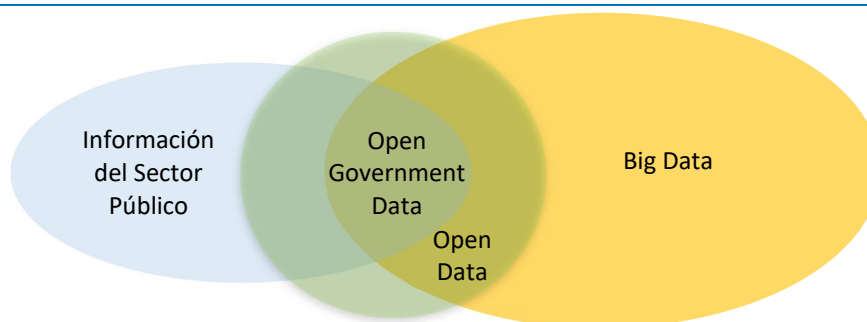 Información
del Sector
Público
Open
Government
Data
Open
Data
Big Data